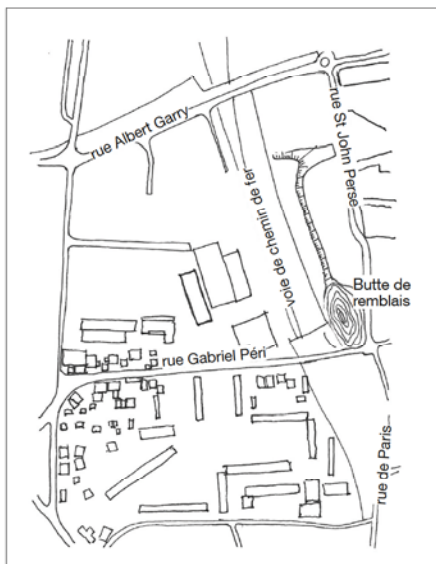 rue Albert Garry
rue St John Perse
voie de chemin de fer
Butte de
remblais
rue Gabriel Péri
rue de Paris